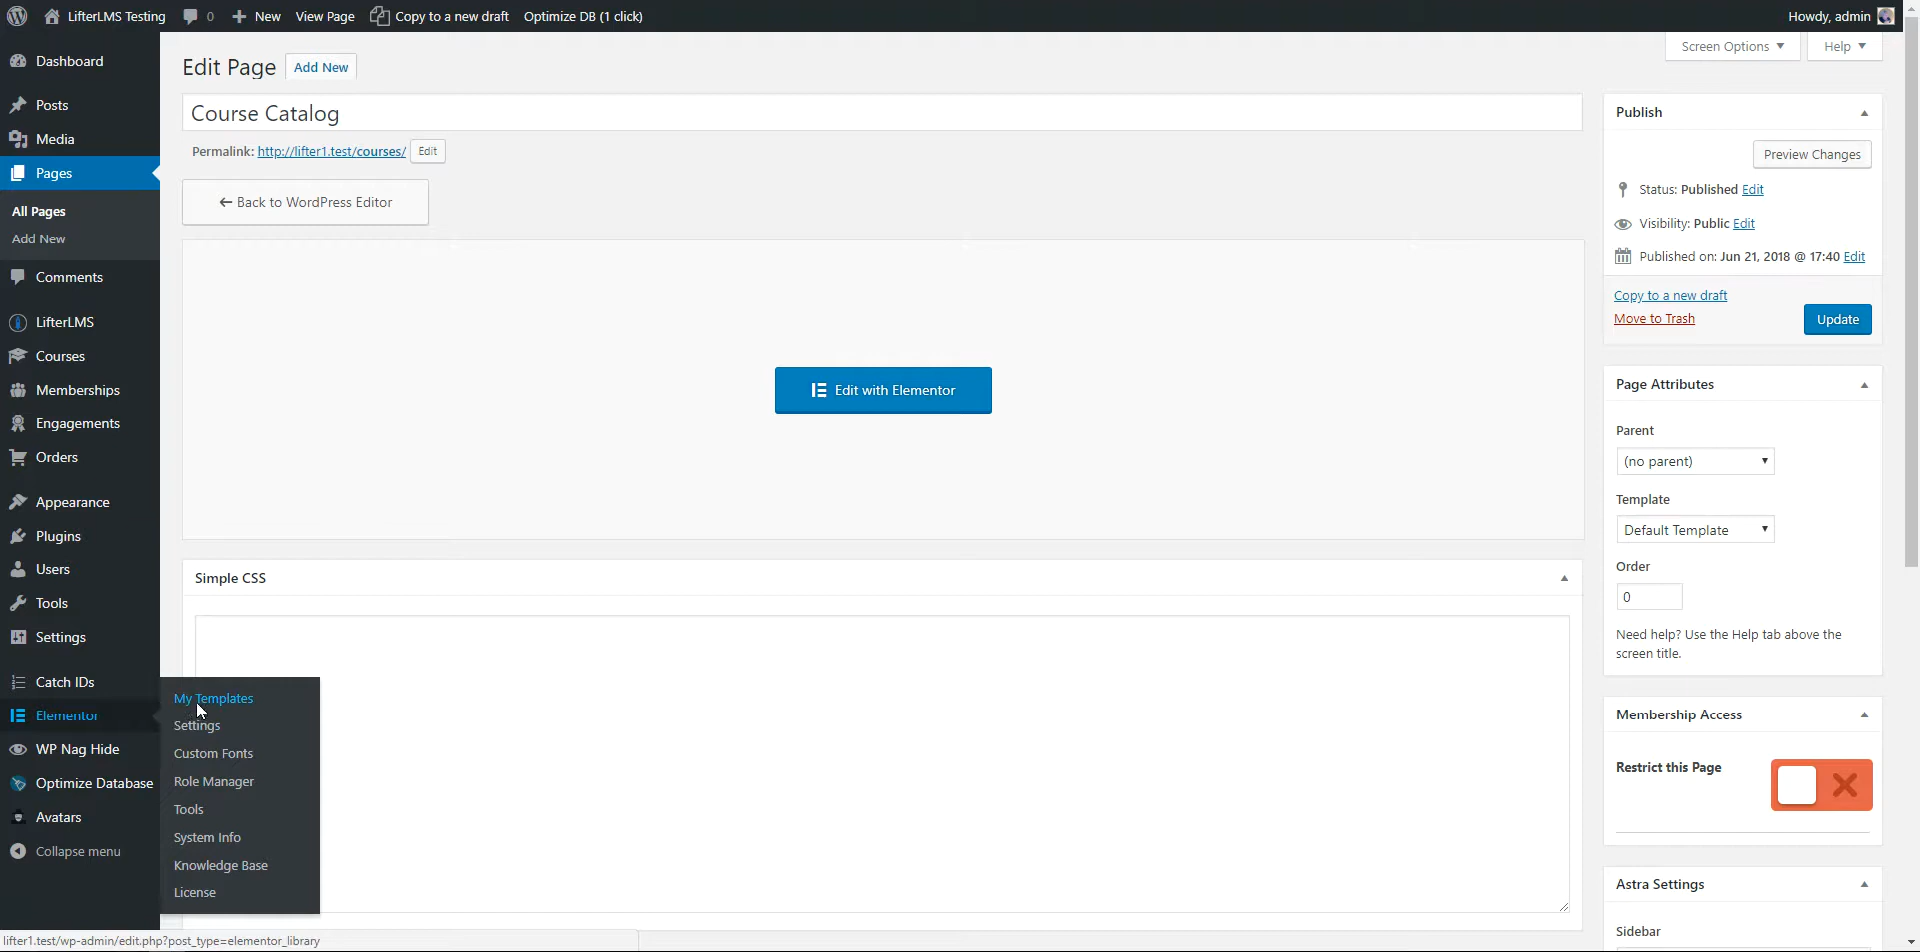 LifterLMS Testing
0
New
View Page
Copy to a new draft
Optimize DB (1 click)
Howdy, admin
Screen Options
Help
Dashboard
Posts
Media
Pages
All Pages
Add New
Comments
LifterLMS
Courses
Memberships
Engagements
Orders
Appearance
Plugins
Users
Tools
Settings
Catch IDs
Elementor
WP Nag Hide
Optimize Database
Avatars
Collapse menu
My Templates
Settings
Custom Fonts
Role Manager
Tools
System Info
Knowledge Base
License
Edit Page
Add New
Course Catalog
Permalink: http://lifter1.test/courses/
Edit
← Back to WordPress Editor
Edit with Elementor
Simple CSS
Publish
Preview Changes
Status: Published Edit
Visibility: Public Edit
Published on: Jun 21, 2018 @ 17:40 Edit
Copy to a new draft
Move to Trash
Update
Page Attributes
Parent
(no parent)
Template
Default Template
Order
0
Need help? Use the Help tab above the
screen title.
Membership Access
Restrict this Page
Astra Settings
Sidebar
lifter1.test/wp-admin/edit.php?post_type=elementor_library